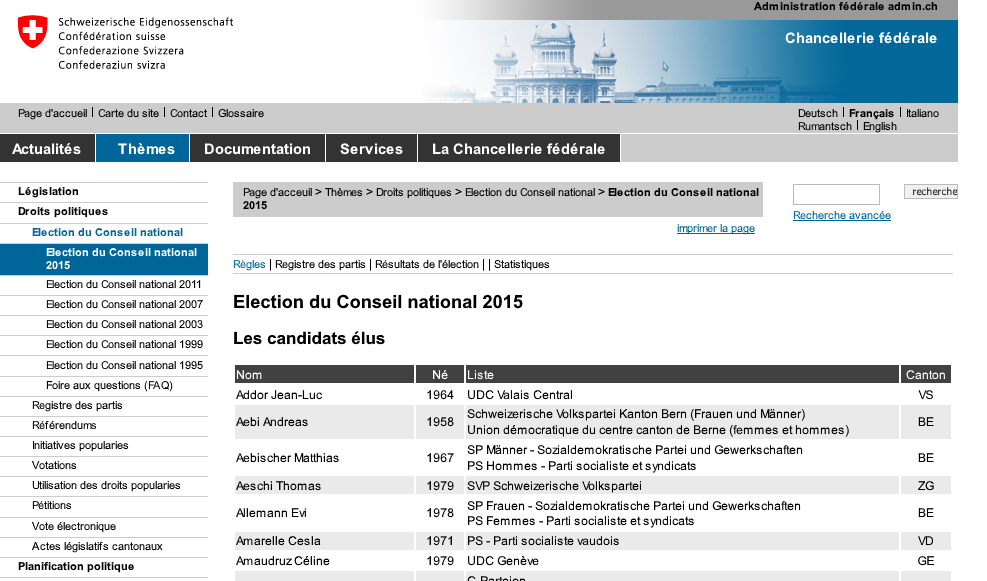 Administration fédérale admin.ch
Schweizerische Eidgenossenschaft
Confédération suisse
Confederazione Svizzera
Confederaziun svizra
Chancellerie fédérale
Page d'accueil | Carte du site | Contact | Glossaire
Deutsch | Français | Italiano
Rumantsch | English
Actualités Thèmes Documentation Services La Chancellerie fédérale
Législation
Droits politiques
Election du Conseil national
Election du Conseil national
2015
Election du Conseil national 2011
Election du Conseil national 2007
Election du Conseil national 2003
Election du Conseil national 1999
Election du Conseil national 1995
Foire aux questions (FAQ)
Registre des partis
Référendums
Initiatives popularies
Votations
Utilisation des droits popularies
Pétitions
Vote électronique
Actes législatifs cantonaux
Planification politique
Page d'acceuil > Thèmes > Droits politiques > Election du Conseil national > Election du Conseil national
2015
recherche
Recherche avancée
imprimer la page
Règles | Registre des partis | Résultats de l'élection | | Statistiques
Election du Conseil national 2015
Les candidats élus
Nom Né Liste Canton
Addor Jean-Luc 1964 UDC Valais Central VS
Aebi Andreas 1958 Schweizerische Volkspartei Kanton Bern (Frauen und Männer) BE
Union démocratique du centre canton de Berne (femmes et hommes)
Aebischer Matthias 1967 SP Männer - Sozialdemokratische Partei und Gewerkschaften BE
PS Hommes - Parti socialiste et syndicats
Aeschi Thomas 1979 SVP Schweizerische Volkspartei ZG
Allemann Evi 1978 SP Frauen - Sozialdemokratische Partei und Gewerkschaften BE
PS Femmes - Parti socialiste et syndicats
Amarelle Cesla 1971 PS - Parti socialiste vaudois VD
Amaudruz Céline 1979 UDC Genève GE